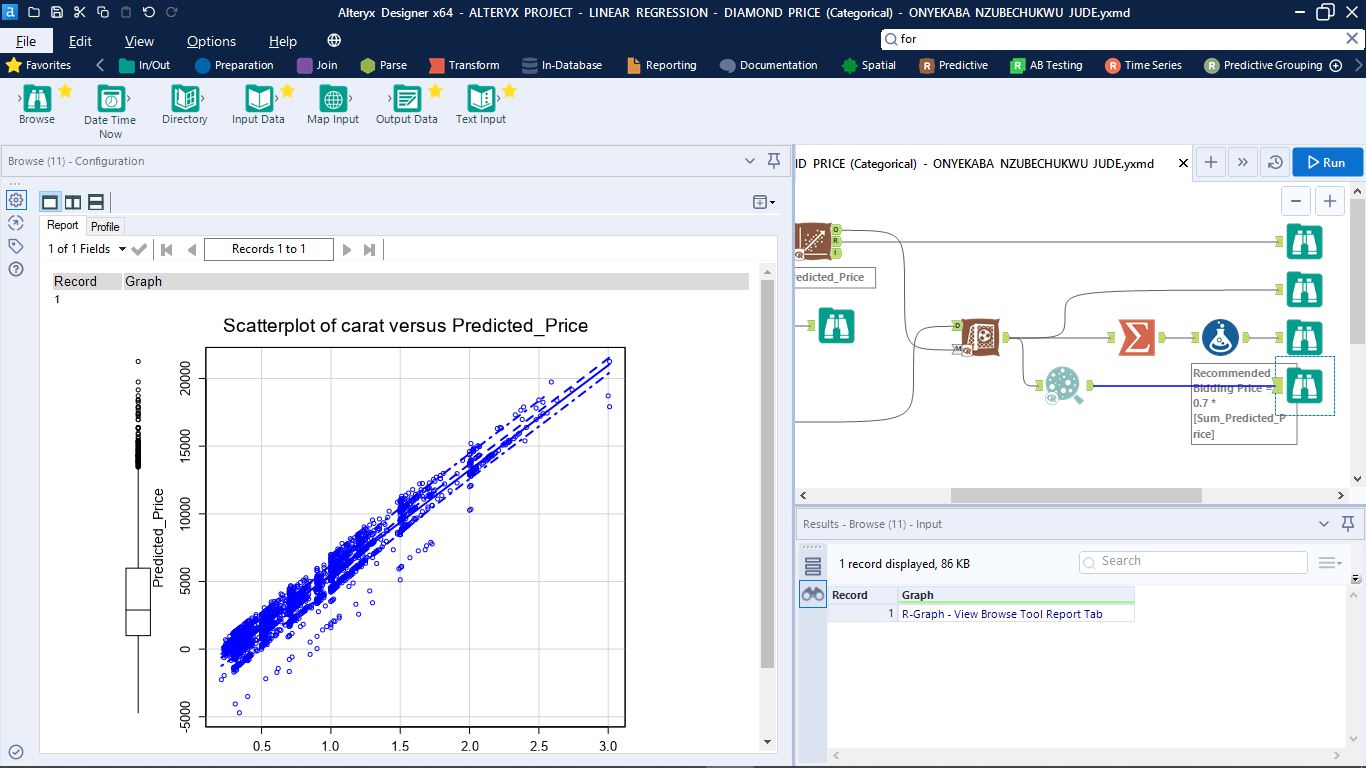 Alteryx Designer x64 - ALTERYX PROJECT - LINEAR REGRESSION - DIAMOND PRICE (Categorical) - ONYEKABA NZUBECHUKWU JUDE.yxmd
File Edit View Options Help
for
Favorites In/Out Preparation Join Parse Transform In-Database Reporting Documentation Spatial Predictive AB Testing Time Series Predictive Grouping
Browse
Date Time
Now
Directory
Input Data
Map Input
Output Data
Text Input
Browse (11) - Configuration
Report
Profile
1 of 1 Fields
Records 1 to 1
Record Graph
1
Scatterplot of carat versus Predicted_Price
Predicted_Price
20000
15000
10000
5000
0
-5000
0.5 1.0 1.5 2.0 2.5 3.0
ID PRICE (Categorical) - ONYEKABA NZUBECHUKWU JUDE.yxmd
Run
O
R
I
redicted_Price
D
M
Recommended
Bidding Price =
0.7 *
[Sum_Predicted_P
rice]
Results - Browse (11) - Input
1 record displayed, 86 KB
Search
Record Graph
1 R-Graph - View Browse Tool Report Tab